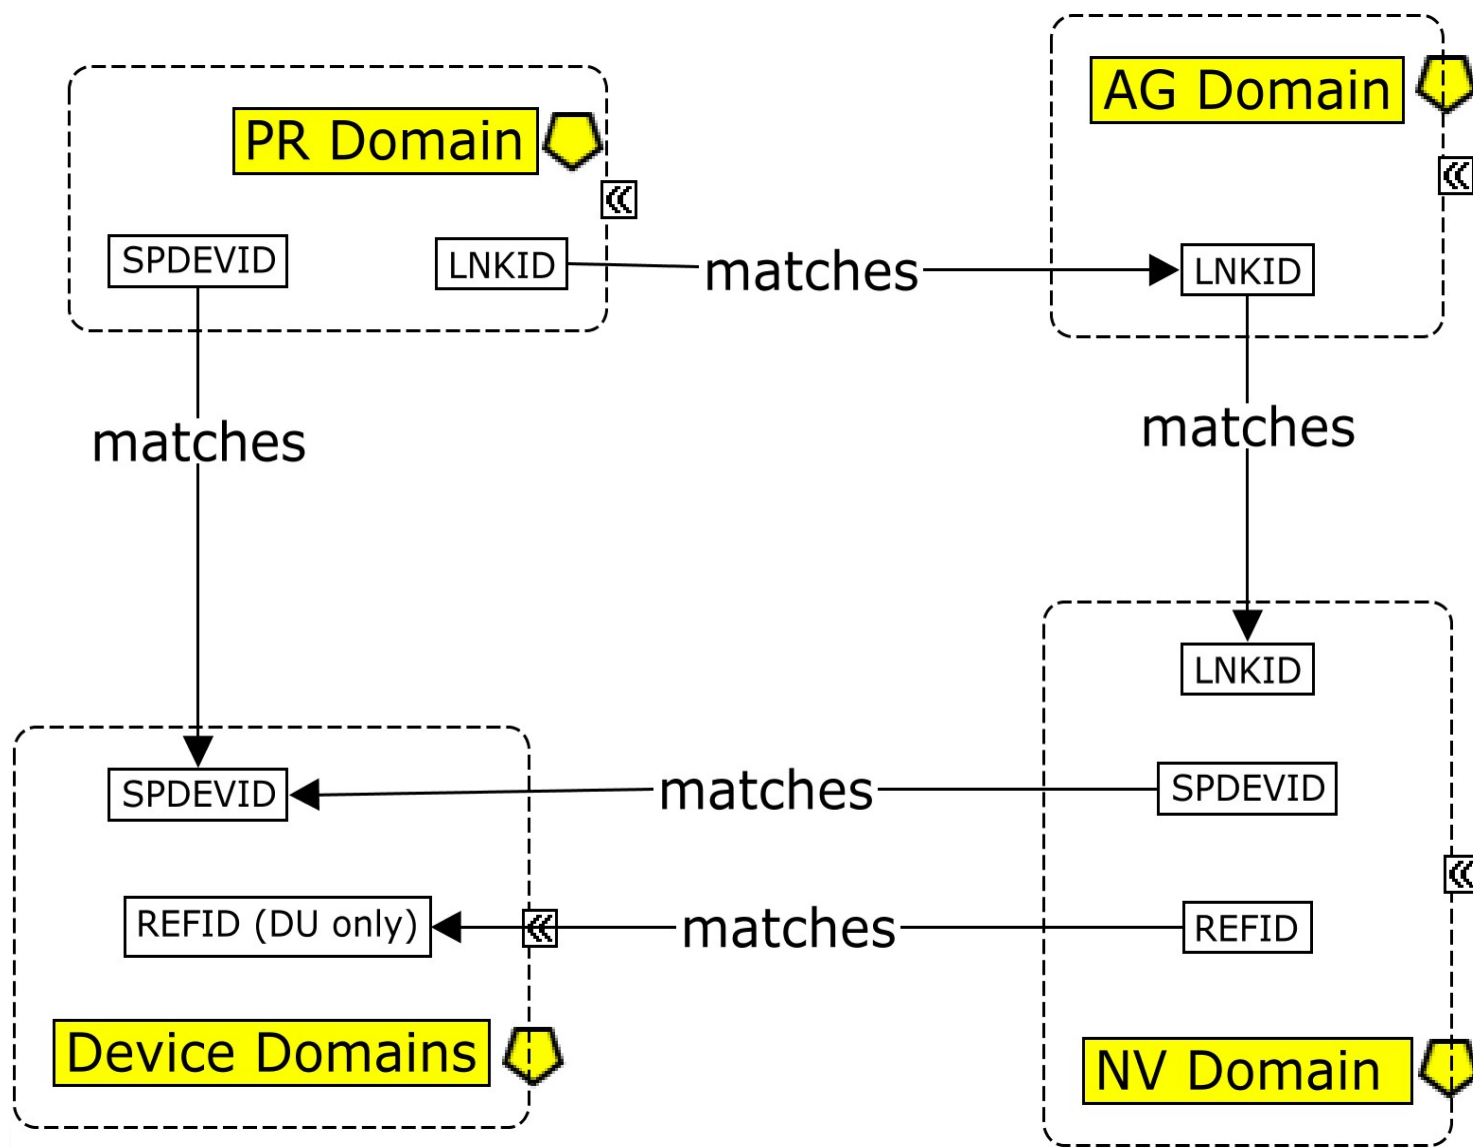 AG Domain
PR Domain
SPDEVID
LNKID
matches
LNKID
matches
matches
LNKID
SPDEVID
matches
SPDEVID
REFID (DU only)
matches
REFID
Device Domains
NV Domain